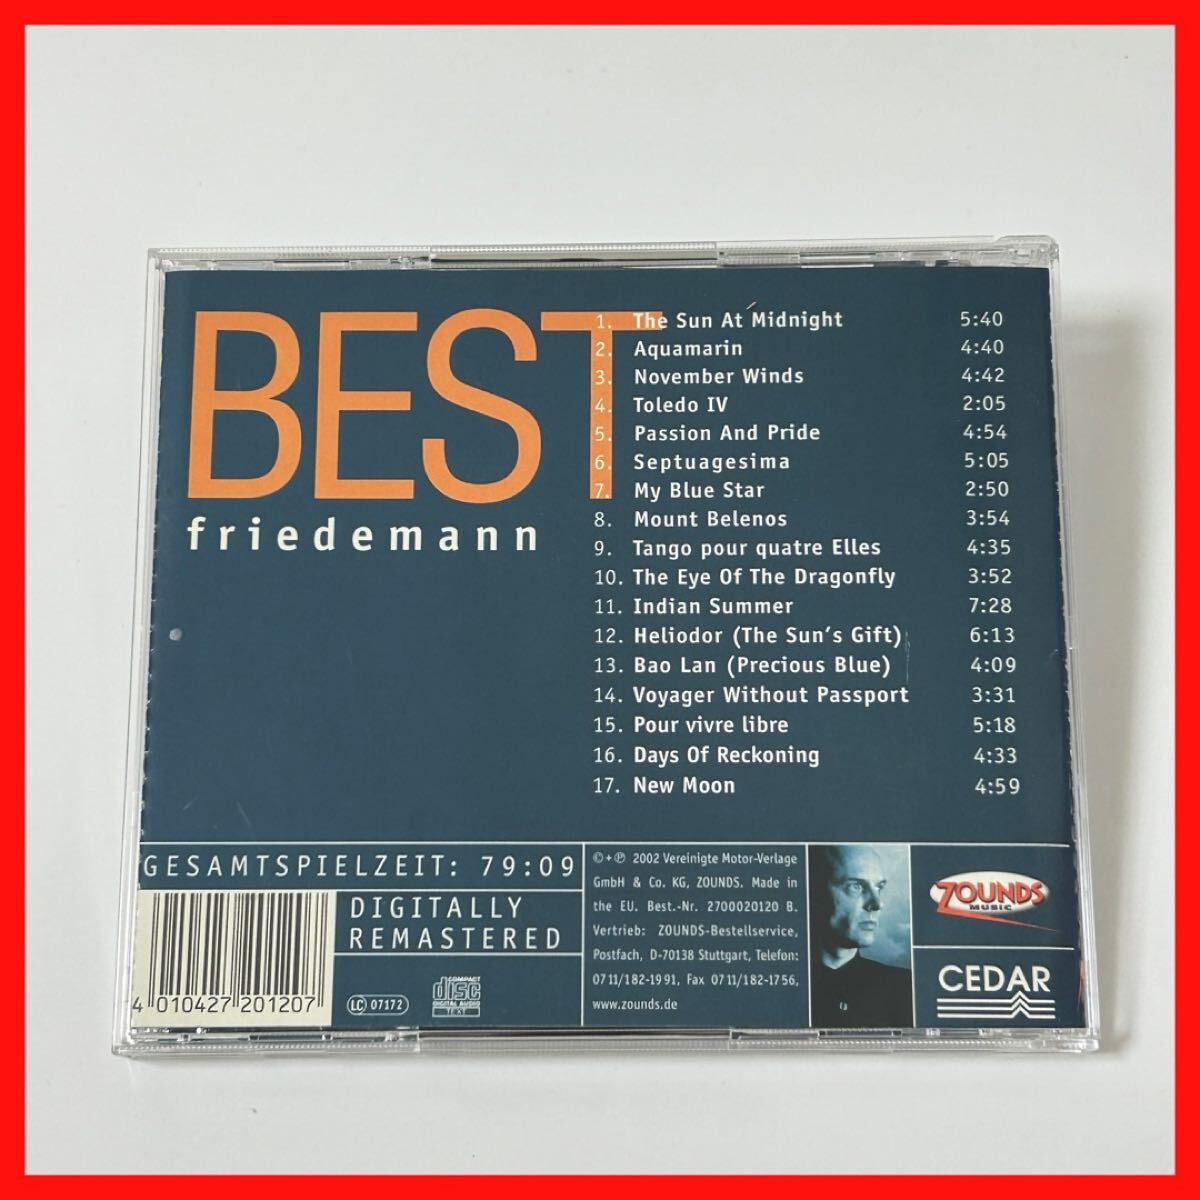 BEST
friedemann
1. The Sun At Midnight 5:40
2. Aquamarin 4:40
3. November Winds 4:42
4. Toledo IV 2:05
5. Passion And Pride 4:54
6. Septuagesima 5:05
7. My Blue Star 2:50
8. Mount Belenos 3:54
9. Tango pour quatre Elles 4:35
10. The Eye Of The Dragonfly 3:52
11. Indian Summer 7:28
12. Heliodor (The Sun's Gift) 6:13
13. Bao Lan (Precious Blue) 4:09
14. Voyager Without Passport 3:31
15. Pour vivre libre 5:18
16. Days Of Reckoning 4:33
17. New Moon 4:59
GESAMTSPIELZEIT: 79:09
DIGITALLY
REMASTERED
4 010427 201207
LC 07172
COMPACT
disc
DIGITAL AUDIO
TEXT
©+℗ 2002 Vereinigte Motor-Verlage
GmbH & Co. KG, ZOUNDS. Made in
the EU. Best.-Nr. 2700020120 B.
Vertrieb: ZOUNDS-Bestellservice,
Postfach, D-70138 Stuttgart, Telefon:
0711/182-1991, Fax 0711/182-1756,
www.zounds.de
ZOUNDS
MUSIC
CEDAR